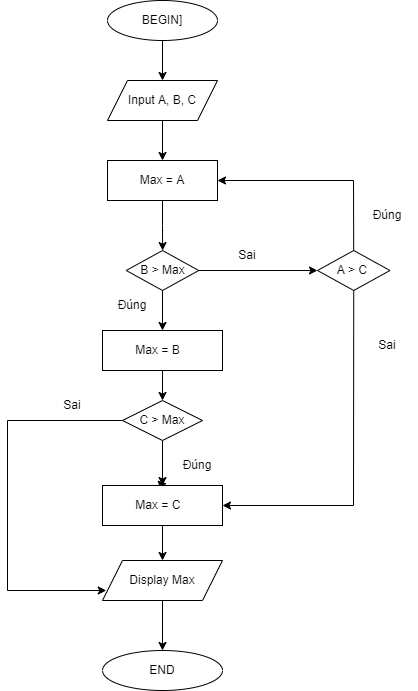 BEGIN]
Input A, B, C
Max = A
Đúng
B > Max
Sai
A > C
Đúng
Sai
Max = B
Sai
C > Max
Đúng
Max = C
Display Max
END